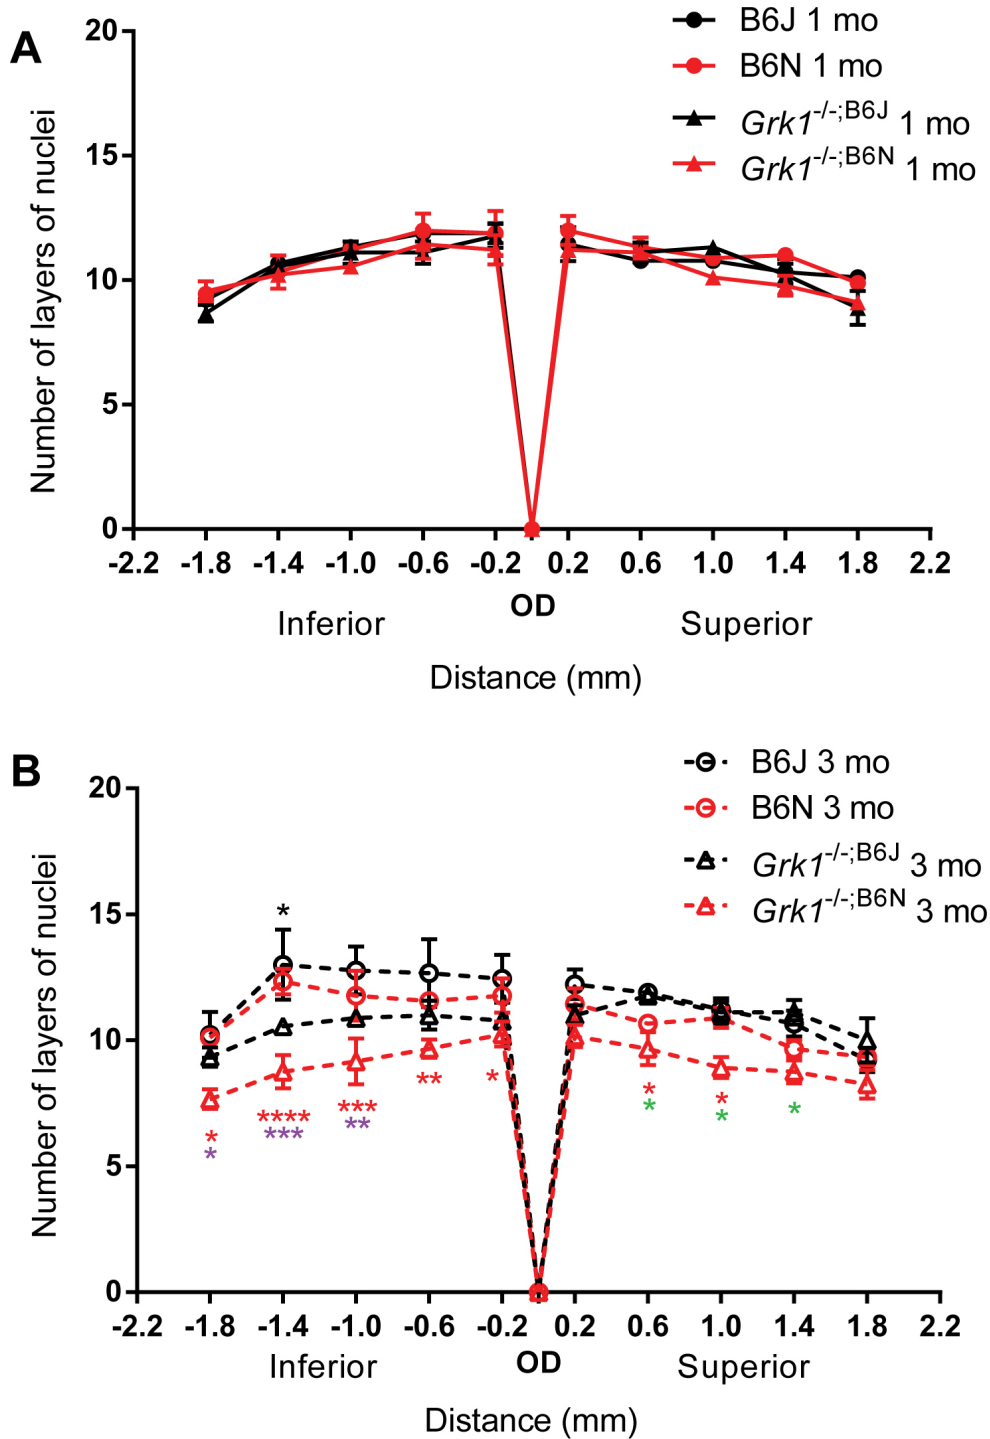 A
B6J 1 mo
B6N 1 mo
Grk1-/-;B6J 1 mo
Grk1-/-;B6N 1 mo
Number of layers of nuclei
20
15
10
5
0
-2.2 -1.8 -1.4 -1.0 -0.6 -0.2 0.2 0.6 1.0 1.4 1.8 2.2
OD
Inferior Superior
Distance (mm)
B
B6J 3 mo
B6N 3 mo
Grk1-/-;B6J 3 mo
Grk1-/-;B6N 3 mo
Number of layers of nuclei
20
15
10
5
0
*
** *
* **** *** * *
* *** ** * * *
-2.2 -1.8 -1.4 -1.0 -0.6 -0.2 0.2 0.6 1.0 1.4 1.8 2.2
OD
Inferior Superior
Distance (mm)